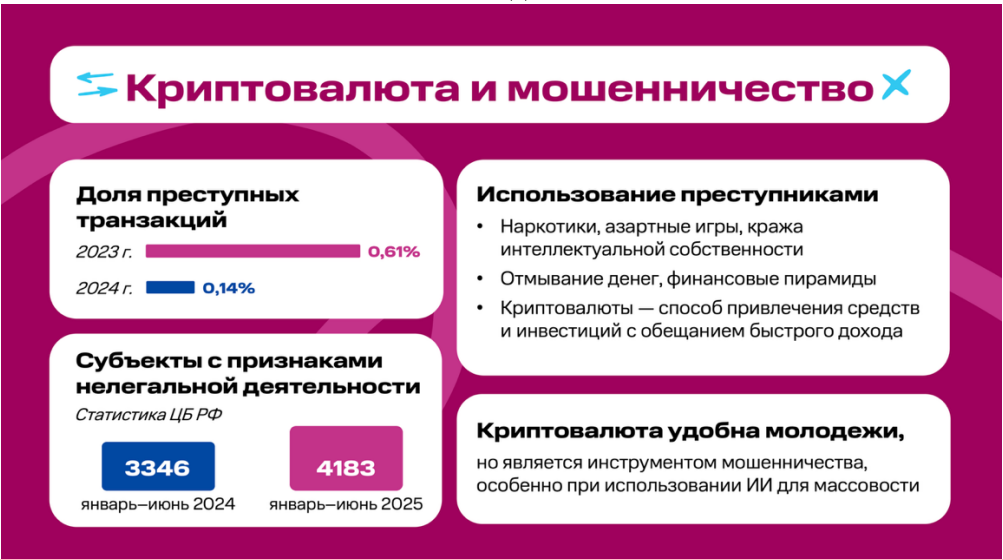 Криптовалюта и мошенничество
Доля преступных
транзакций
2023 г. 0,61%
2024 г. 0,14%
Субъекты с признаками
нелегальной деятельности
Статистика ЦБ РФ
3346 4183
январь–июнь 2024 январь–июнь 2025
Использование преступниками
• Наркотики, азартные игры, кража
интеллектуальной собственности
• Отмывание денег, финансовые пирамиды
• Криптовалюты — способ привлечения средств
и инвестиций с обещанием быстрого дохода
Криптовалюта удобна молодежи,
но является инструментом мошенничества,
особенно при использовании ИИ для массовости